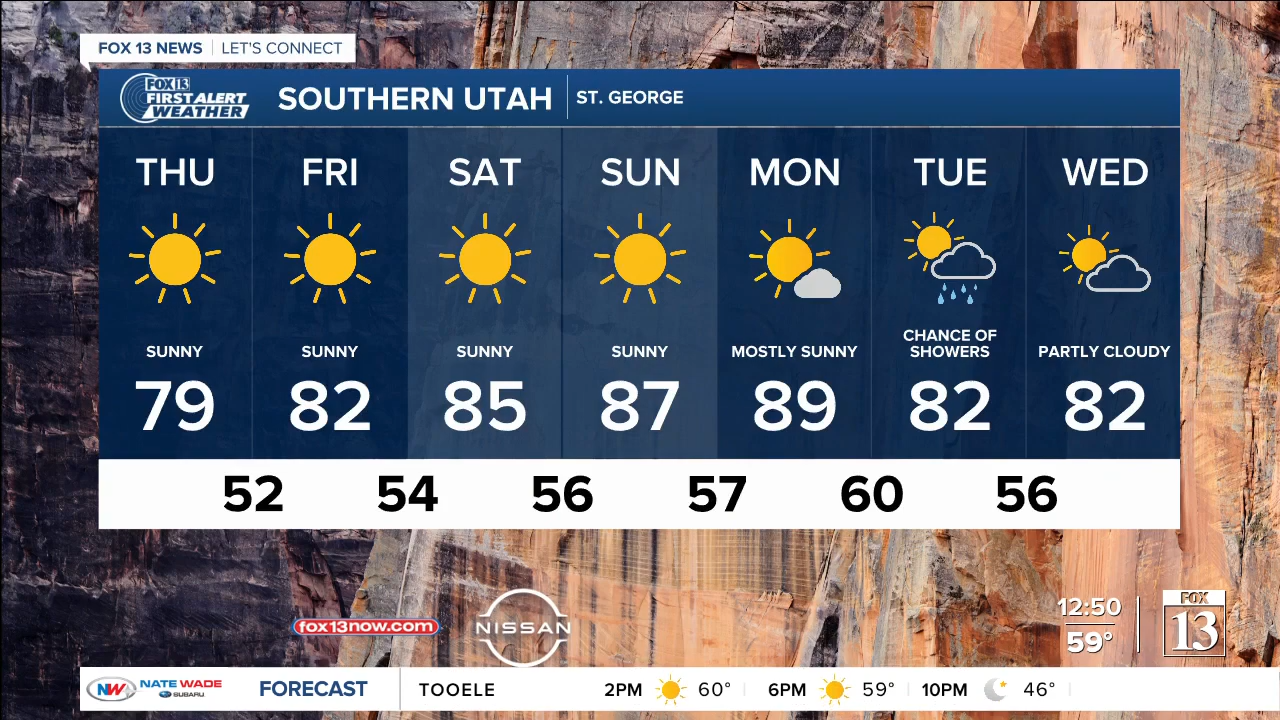 FOX 13 NEWS | LET'S CONNECT
FOX 13
FIRST ALERT
WEATHER
SOUTHERN UTAH
ST. GEORGE
THU FRI SAT SUN MON TUE WED
SUNNY SUNNY SUNNY SUNNY MOSTLY SUNNY CHANCE OF SHOWERS PARTLY CLOUDY
79 82 85 87 89 82 82
52 54 56 57 60 56
fox13now.com
NISSAN
12:50
59°
FOX
13
NW NATE WADE
SUBARU
FORECAST TOOELE 2PM 60° 6PM 59° 10PM 46°